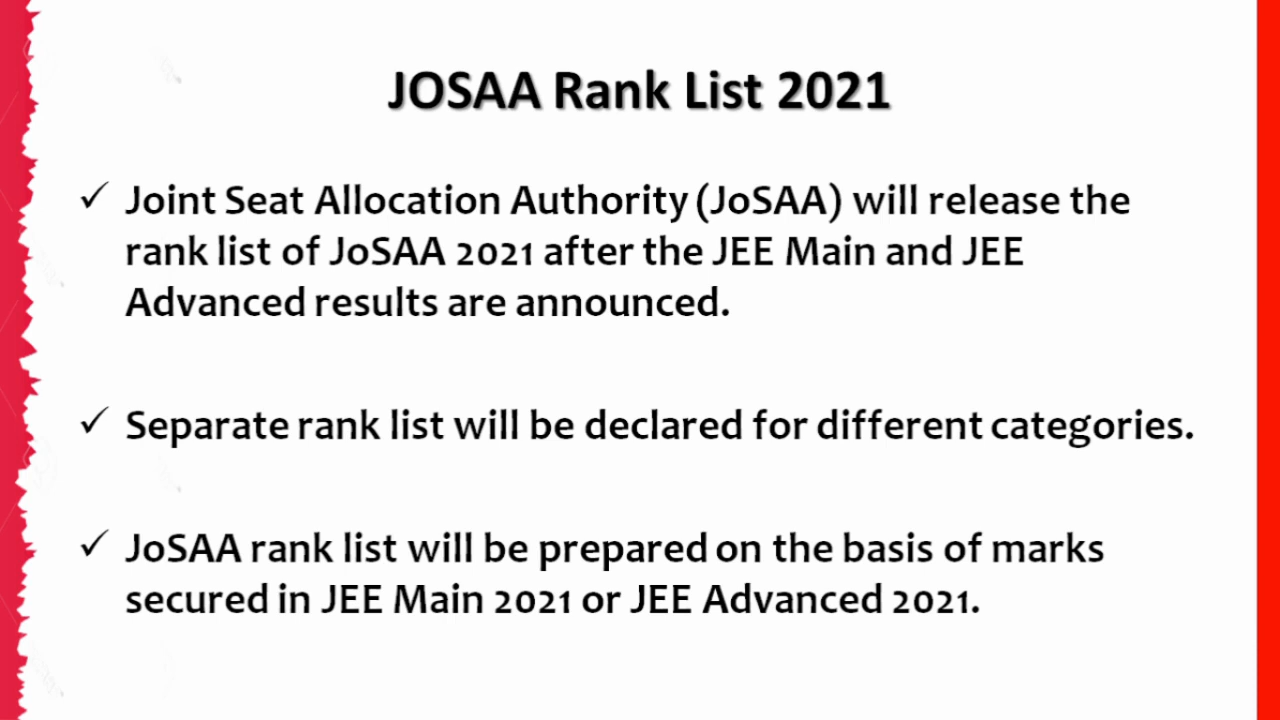 JOSAA Rank List 2021
✓ Joint Seat Allocation Authority (JoSAA) will release the
rank list of JoSAA 2021 after the JEE Main and JEE
Advanced results are announced.
✓ Separate rank list will be declared for different categories.
✓ JoSAA rank list will be prepared on the basis of marks
secured in JEE Main 2021 or JEE Advanced 2021.